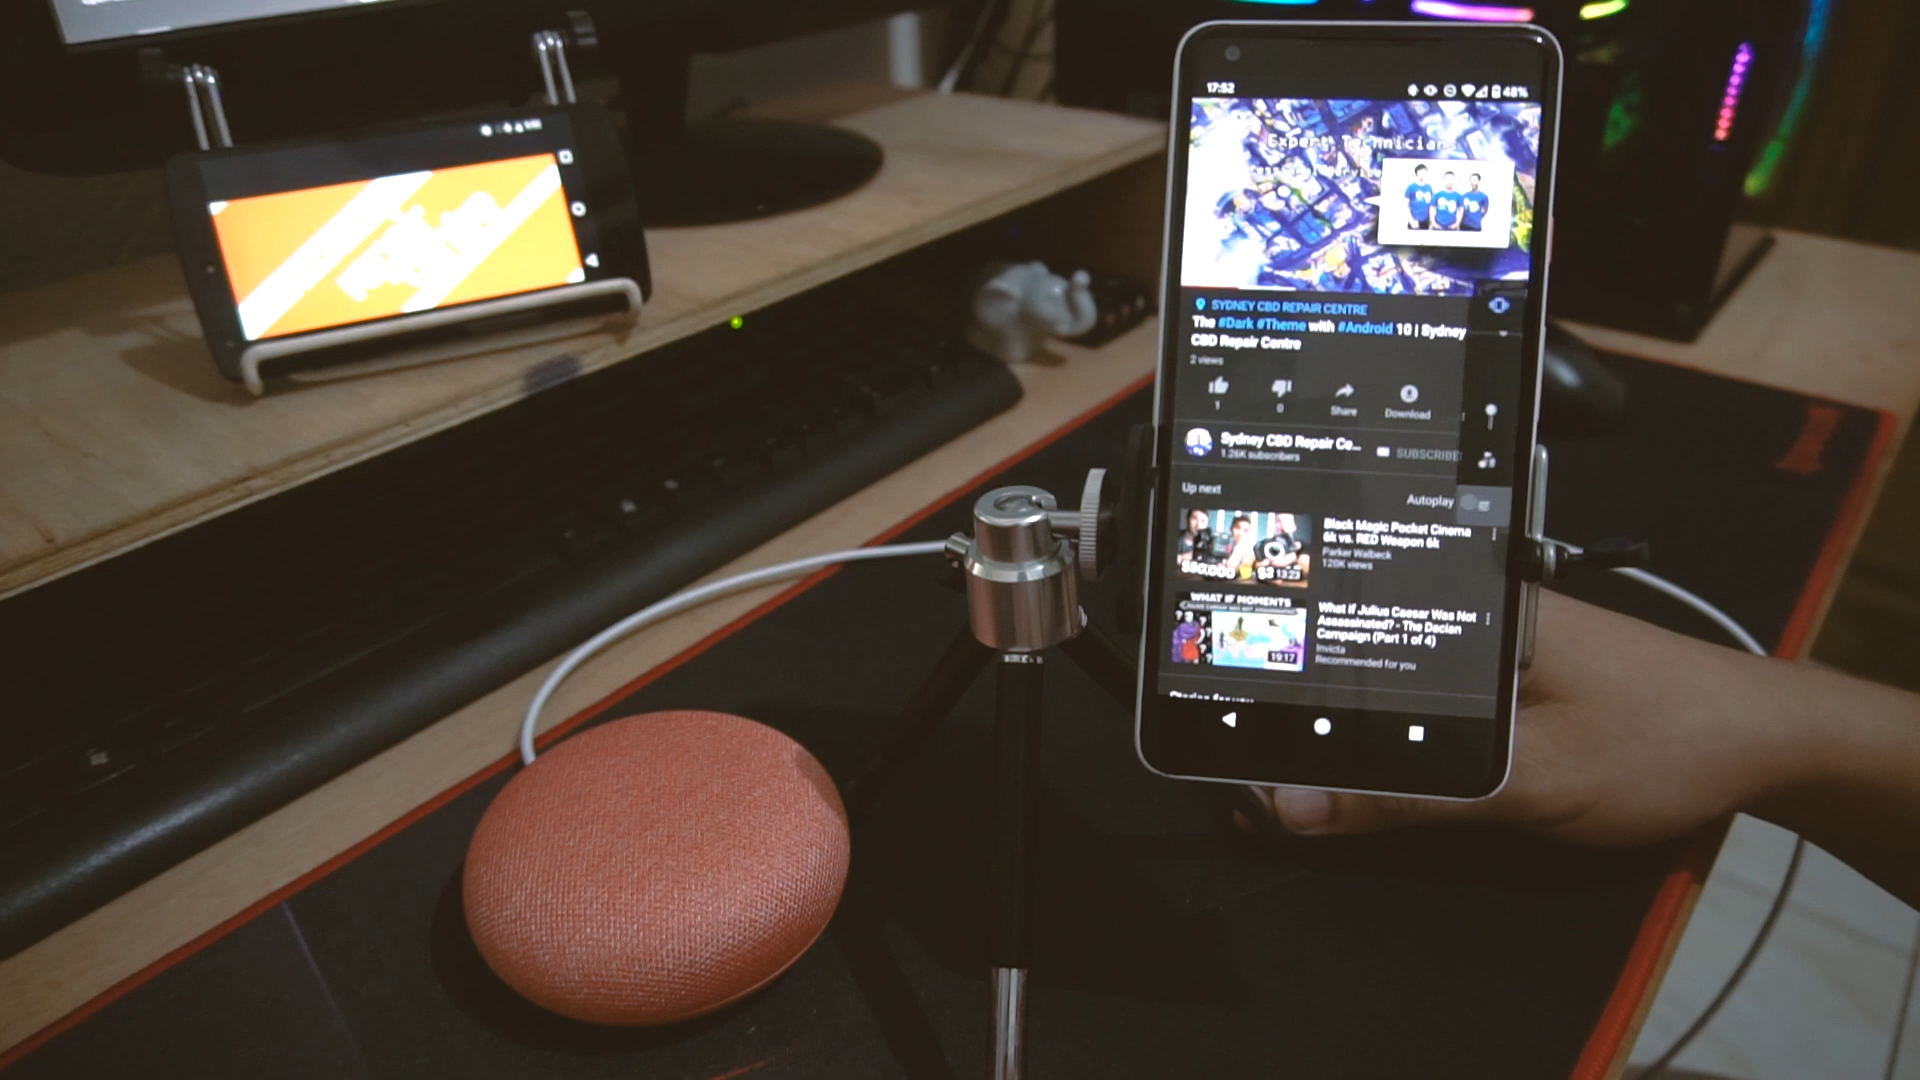 17:52
48%
Expert Technician
SYDNEY CBD REPAIR CENTRE
The #Dark #Theme with #Android 10 | Sydney
CBD Repair Centre
2 views
1
0
Share
Download
Sydney CBD Repair Ce...
1.26K subscribers
SUBSCRIBE
Up next
Autoplay
$3
13:23
Black Magic Pocket Cinema
6k vs. RED Weapon 6k
Parker Walbeck
120K views
WHAT IF MOMENTS
19:17
What if Julius Caesar Was Not
Assassinated? - The Dacian
Campaign (Part 1 of 4)
Invicta
Recommended for you